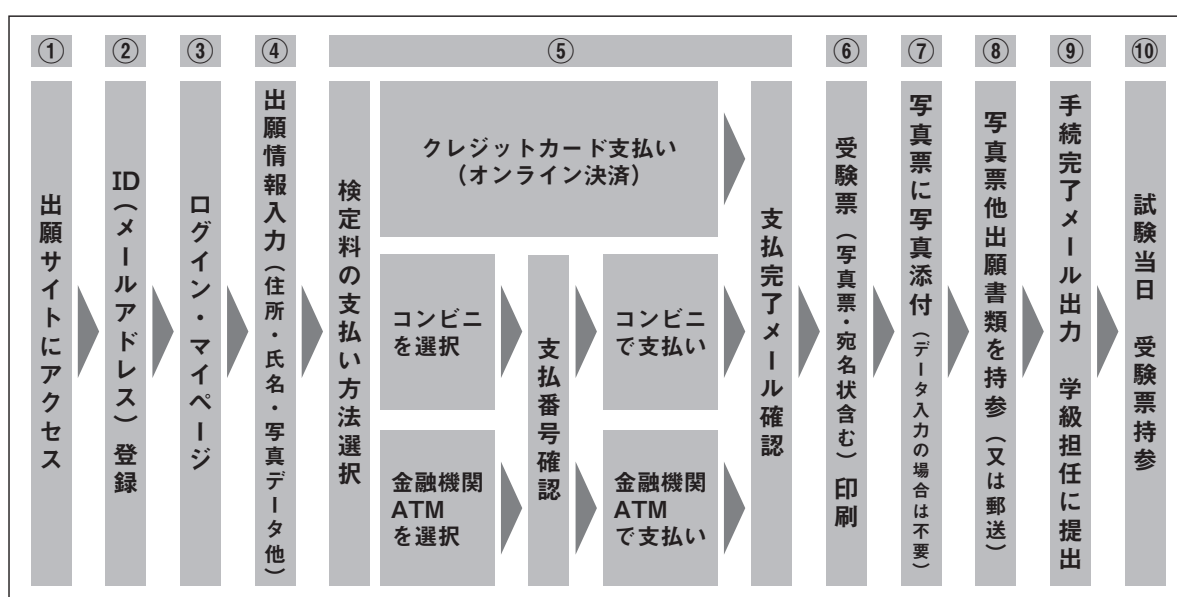 ①
出願サイトにアクセス
②
ID（メールアドレス）登録
③
ログイン・マイページ
④
出願情報入力（住所・氏名・写真データ他）
⑤
検定料の支払い方法選択
クレジットカード支払い
（オンライン決済）
コンビニ
を選択
金融機関
ATM
を選択
支払番号確認
コンビニ
で支払い
金融機関
ATM
で支払い
支払完了メール確認
⑥
受験票（写真票・宛名状含む）印刷
⑦
写真票に写真添付（データ入力の場合は不要）
⑧
写真票他出願書類を持参（又は郵送）
⑨
手続完了メール出力　学級担任に提出
⑩
試験当日　受験票持参